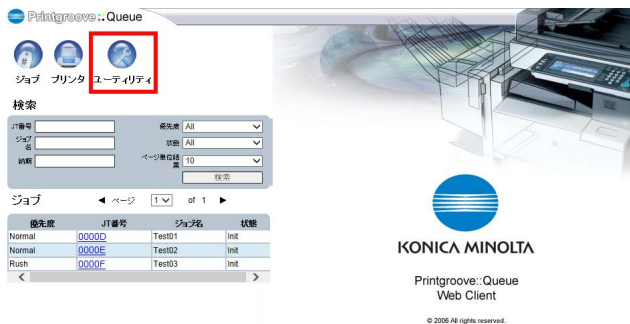 Printgroove :: Queue
ジョブ プリンタ ユーティリティ
検索
JT番号 優先度 All
ジョブ名 状態 All
納期 ページ単位結果 10
検索
ジョブ ◀ ページ 1 of 1 ▶
優先度 JT番号 ジョブ名 状態
Normal 0000D Test01 Init
Normal 0000E Test02 Init
Rush 0000F Test03 Init
KONICA MINOLTA
Printgroove::Queue
Web Client
© 2006 All rights reserved.